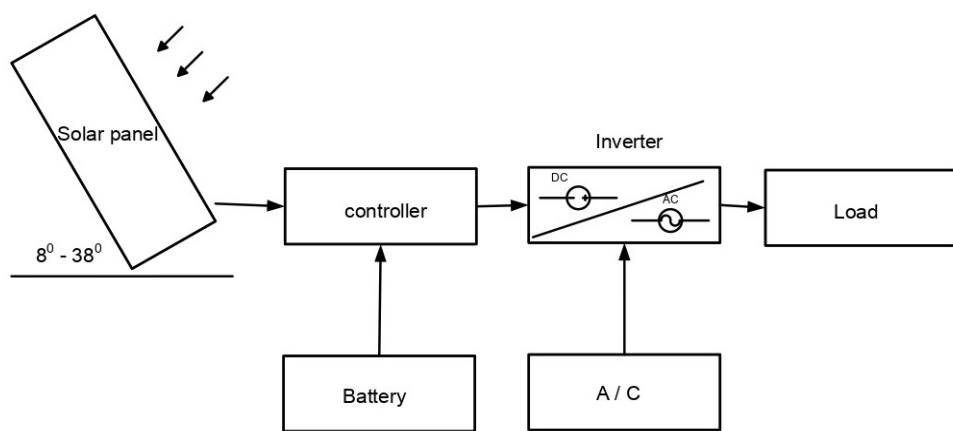 Solar panel
8⁰ - 38⁰
controller
Inverter
DC
AC
Load
Battery
A / C